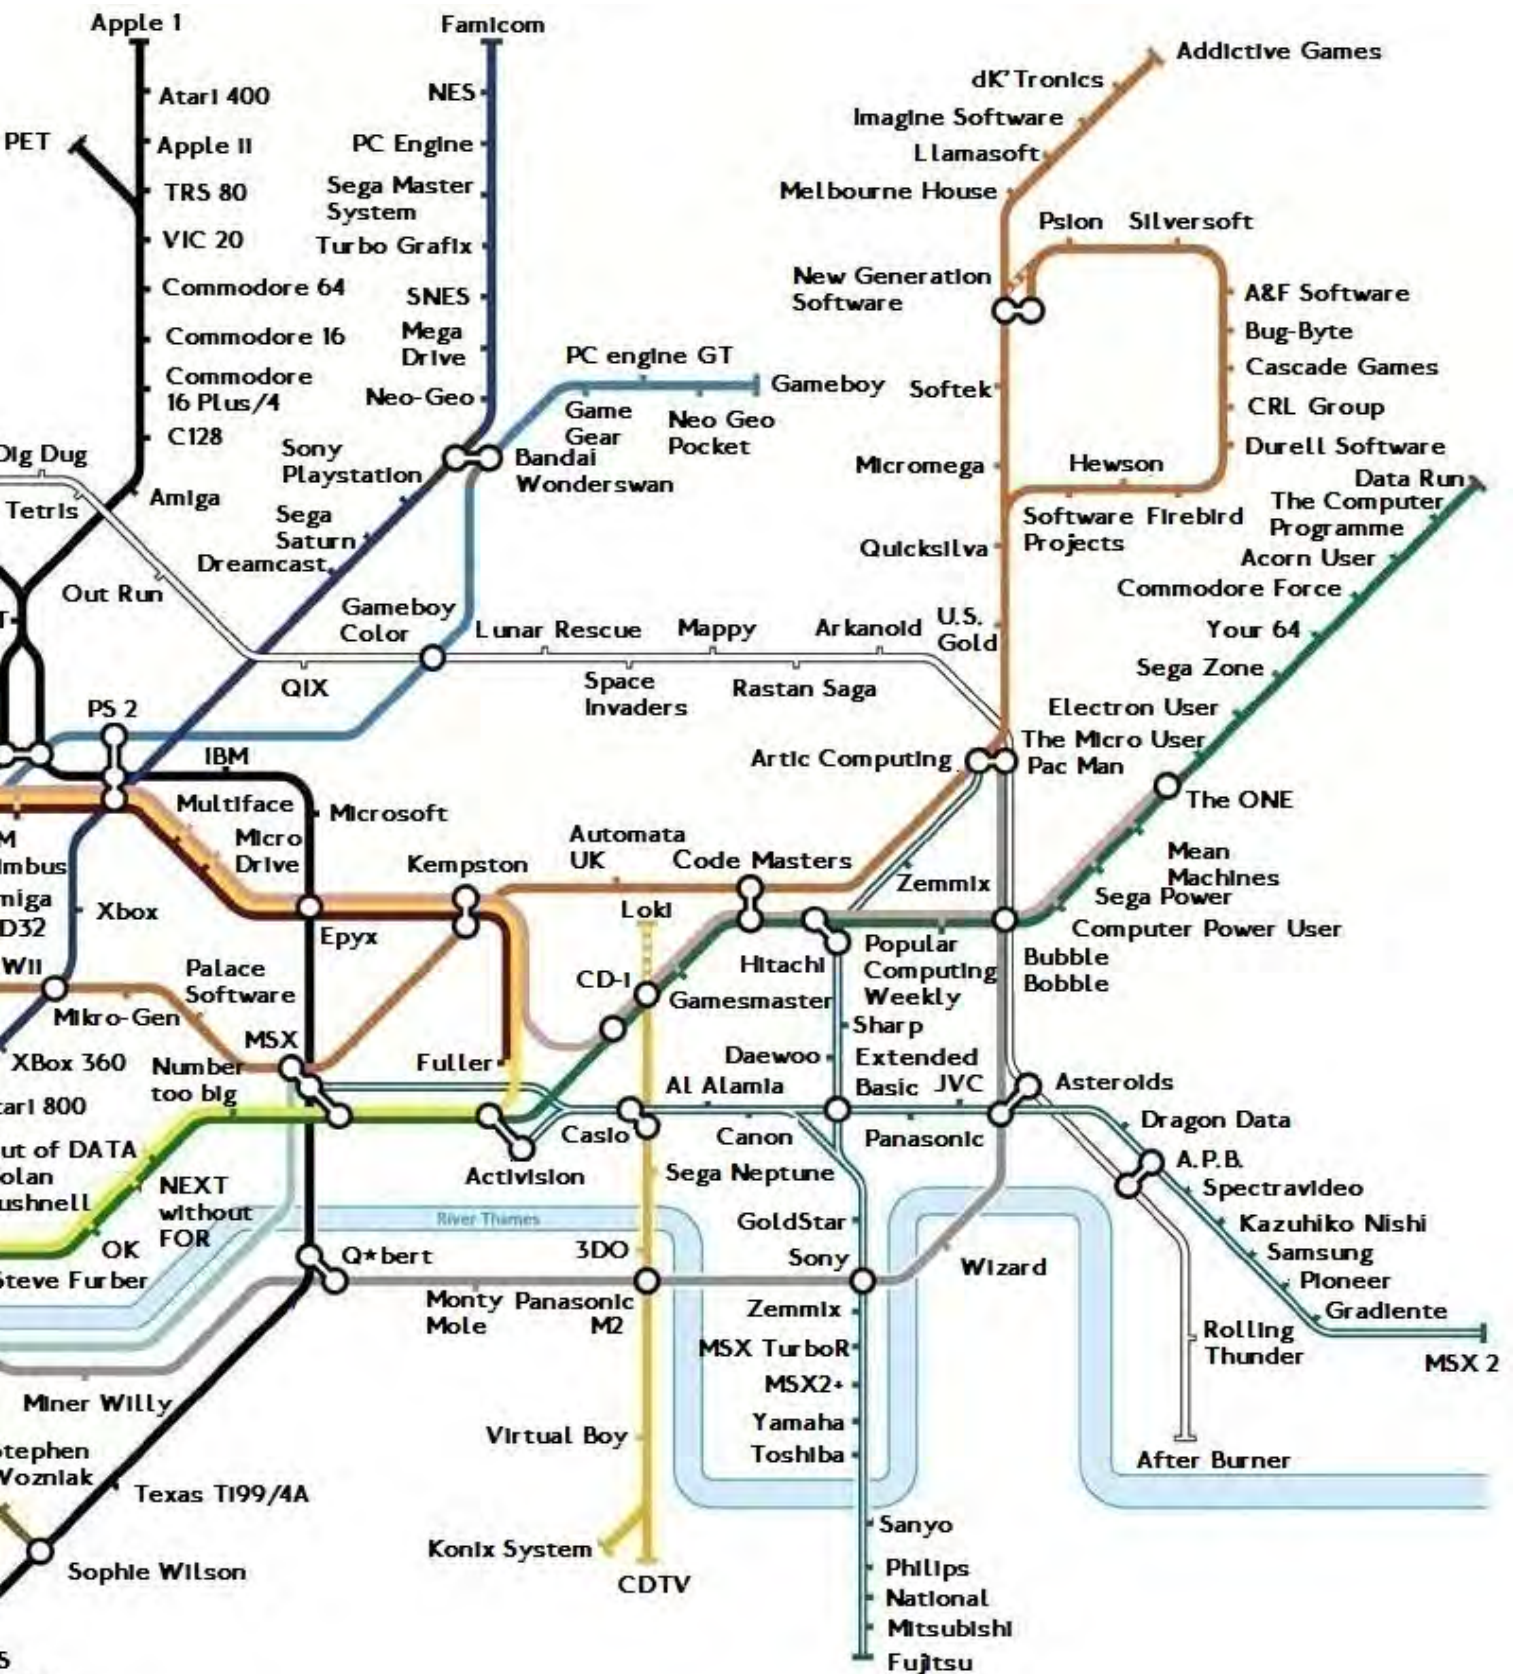 Apple 1
Famicom
Addictive Games
dK'Tronics
Atari 400
NES
Imagine Software
PET
Apple II
PC Engine
Llamasoft
TRS 80
Sega Master
System
Melbourne House
Psion
Silversoft
VIC 20
Turbo Grafix
Commodore 64
SNES
New Generation
Software
A&F Software
Commodore 16
Mega
Drive
Bug-Byte
PC engine GT
Cascade Games
Commodore
16 Plus/4
Neo-Geo
Gameboy
Game
Gear
Neo Geo
Pocket
Softek
CRL Group
C128
Dig Dug
Sony
Playstation
Bandai
Wonderswan
Micromega
Hewson
Durell Software
Data Run
Tetris
Amiga
Sega
Saturn
Software
Projects
Firebird
The Computer
Programme
Quicksilva
Dreamcast
Acorn User
Out Run
Commodore Force
Gameboy
Color
Lunar Rescue
Mappy
Arkanoid
U.S.
Gold
Your 64
QIX
Space
Invaders
Rastan Saga
Sega Zone
PS 2
Electron User
IBM
Artic Computing
The Micro User
Pac Man
Multiface
Microsoft
The ONE
Micro
Drive
Automata
UK
Code Masters
Kempston
Mean
Machines
Zemmix
Sega Power
Xbox
Loki
Epyx
Computer Power User
D32
WII
Palace
Software
CD-i
Hitachi
Popular
Computing
Weekly
Bubble
Bobble
Gamesmaster
Mikro-Gen
Sharp
MSX
XBox 360
Number
too big
Fuller
Daewoo
Extended
Basic
JVC
Al Alamia
Asteroids
800
Casio
Canon
Panasonic
Dragon Data
ut of DATA
Activision
Sega Neptune
A.P.B.
NEXT
without
FOR
Spectravideo
River Thames
GoldStar
Kazuhiko Nishi
OK
Q*bert
3DO
Sony
Samsung
Steve Furber
Wizard
Pioneer
Monty
Mole
Panasonic
M2
Zemmix
Gradiente
MSX TurboR
Rolling
Thunder
MSX 2
Miner Willy
MSX2+
Virtual Boy
Yamaha
Toshiba
After Burner
Texas TI99/4A
Sanyo
Konix System
Sophie Wilson
CDTV
Philips
National
Mitsubishi
Fujitsu